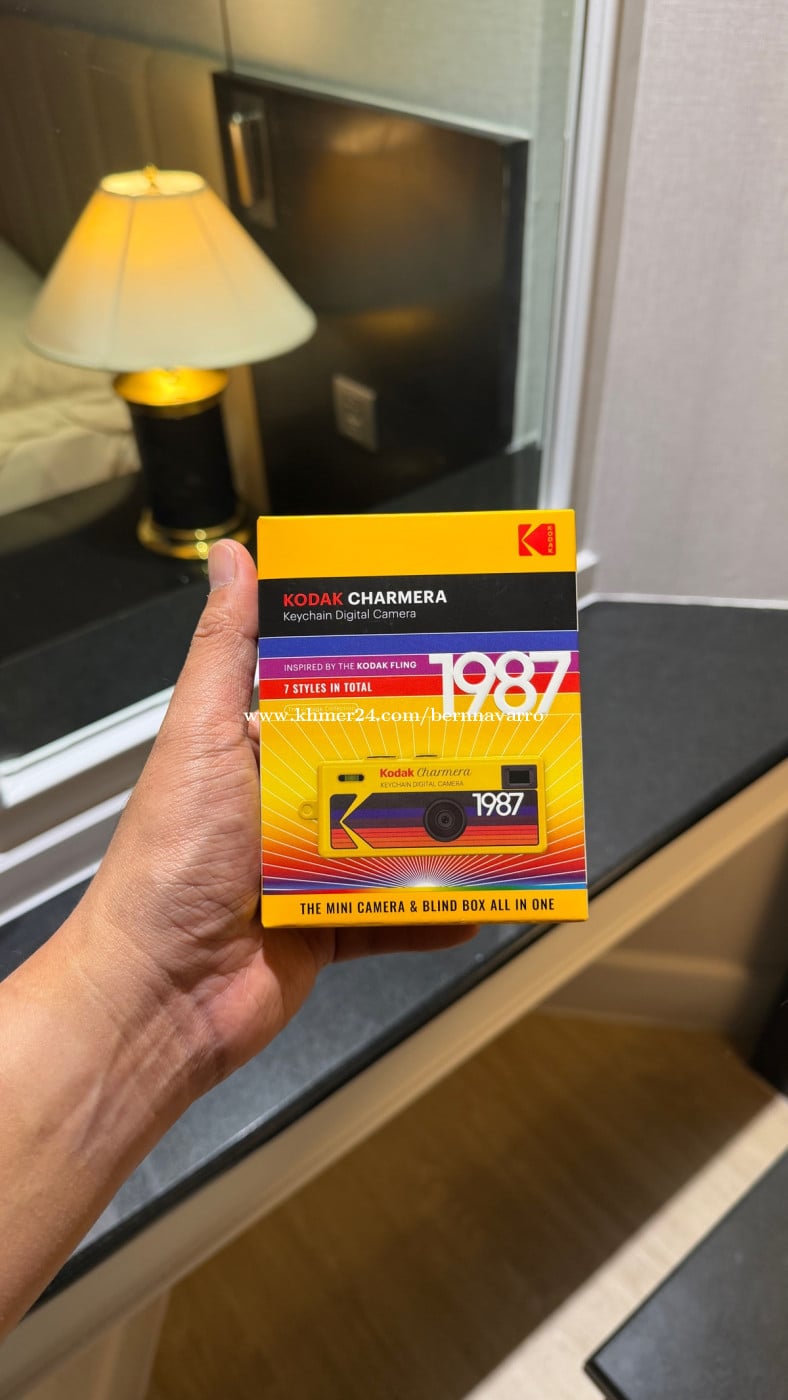 KODAK
KODAK CHARMERA
Keychain Digital Camera
INSPIRED BY THE KODAK FLING
1987
7 STYLES IN TOTAL
www.khmer24.com/bermnavarro
Kodak Charmera
KEYCHAIN DIGITAL CAMERA
1987
THE MINI CAMERA & BLIND BOX ALL IN ONE